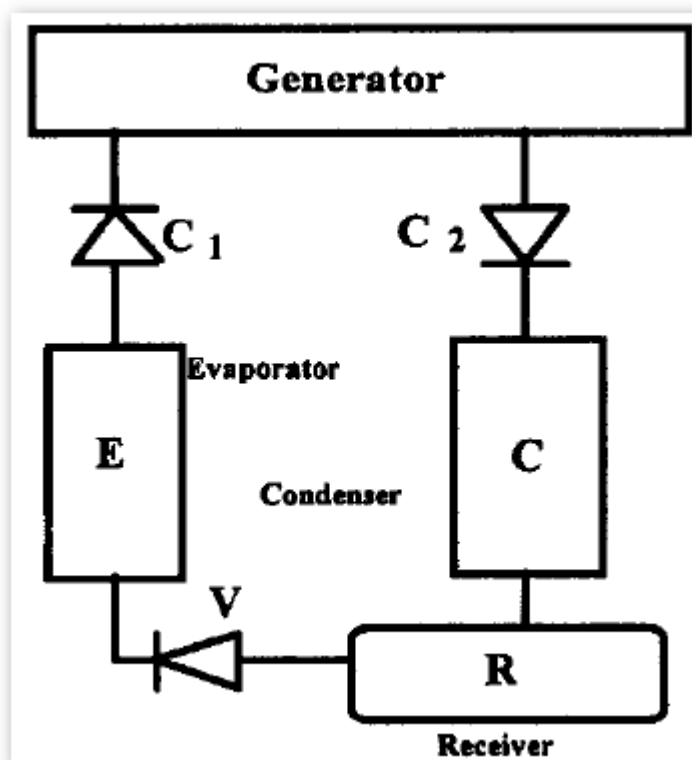 Generator
C 1
C 2
Evaporator
E
C
Condenser
V
R
Receiver